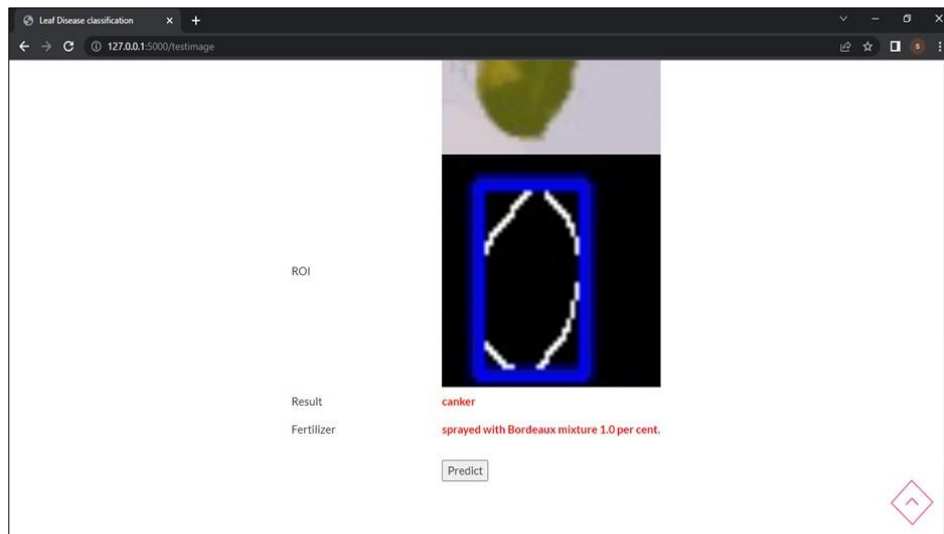 Leaf Disease classification
127.0.0.1:5000/testimage
S
ROI
Result canker
Fertilizer sprayed with Bordeaux mixture 1.0 per cent.
Predict